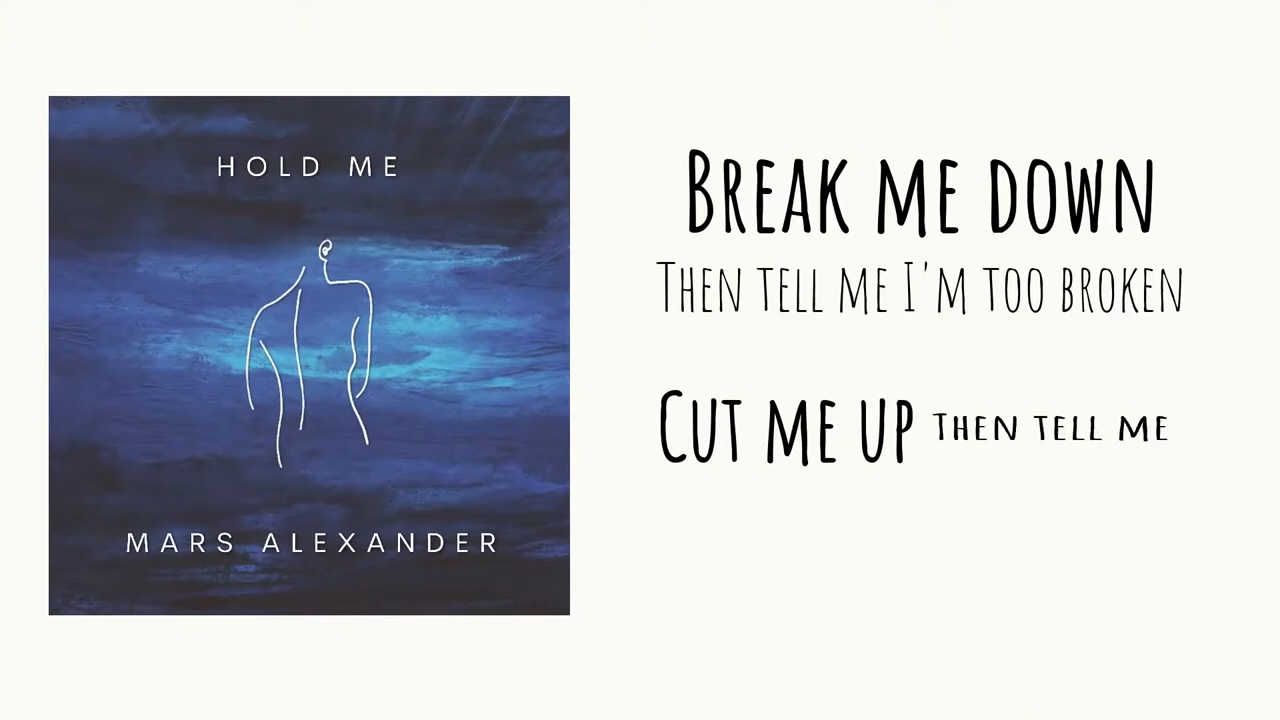 HOLD ME
MARS ALEXANDER
BREAK ME DOWN
THEN TELL ME I'M TOO BROKEN
CUT ME UP THEN TELL ME